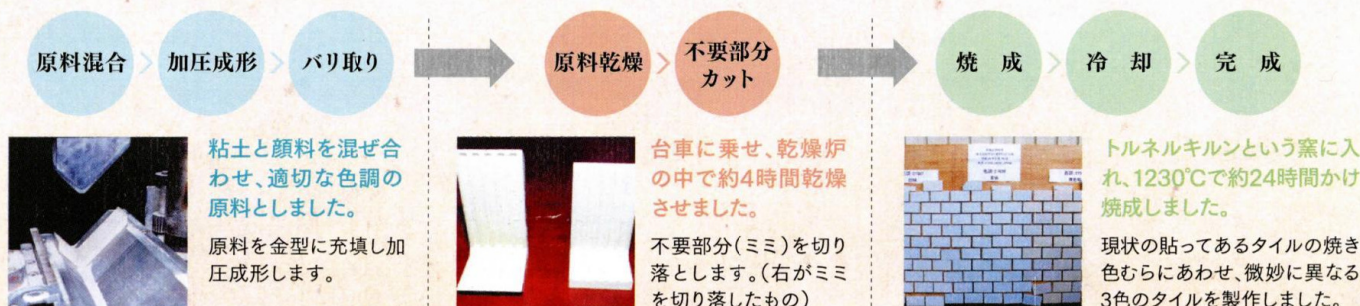 原料混合
加圧成形
バリ取り
原料乾燥
不要部分
カット
焼 成
冷 却
完 成
粘土と顔料を混ぜ合
わせ、適切な色調の
原料としました。
原料を金型に充填し加
圧成形します。
台車に乗せ、乾燥炉
の中で約4時間乾燥
させました。
不要部分(ミミ)を切り
落とします。(右がミミ
を切り落したもの)
トルネルキルンという窯に入
れ、1230℃で約24時間かけ
焼成しました。
現状の貼ってあるタイルの焼き
色むらにあわせ、微妙に異なる
3色のタイルを製作しました。